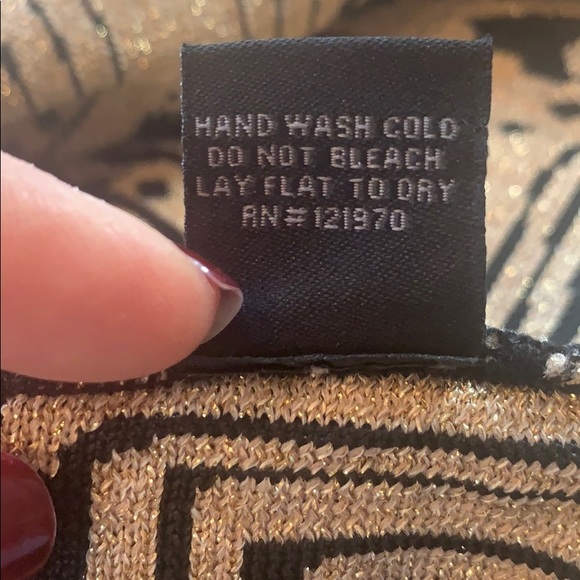 HAND WASH COLD
DO NOT BLEACH
LAY FLAT TO DRY
RN#121970